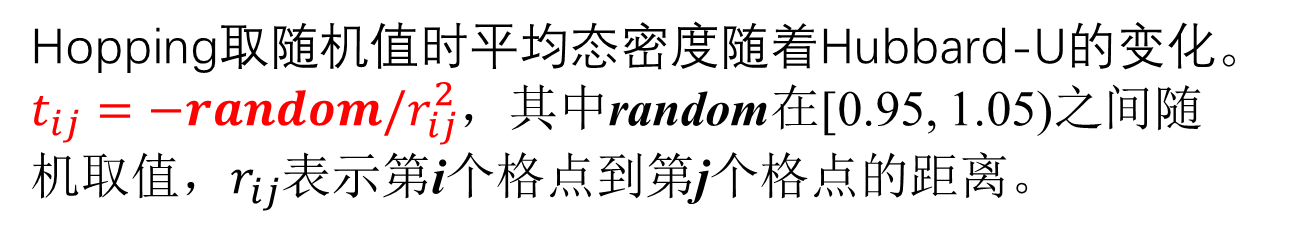 Hopping取随机值时平均态密度随着Hubbard-U的变化。
$t_{ij} = -random/r_{ij}^2$，其中random在[0.95, 1.05)之间随
机取值，$r_{ij}$表示第i个格点到第j个格点的距离。